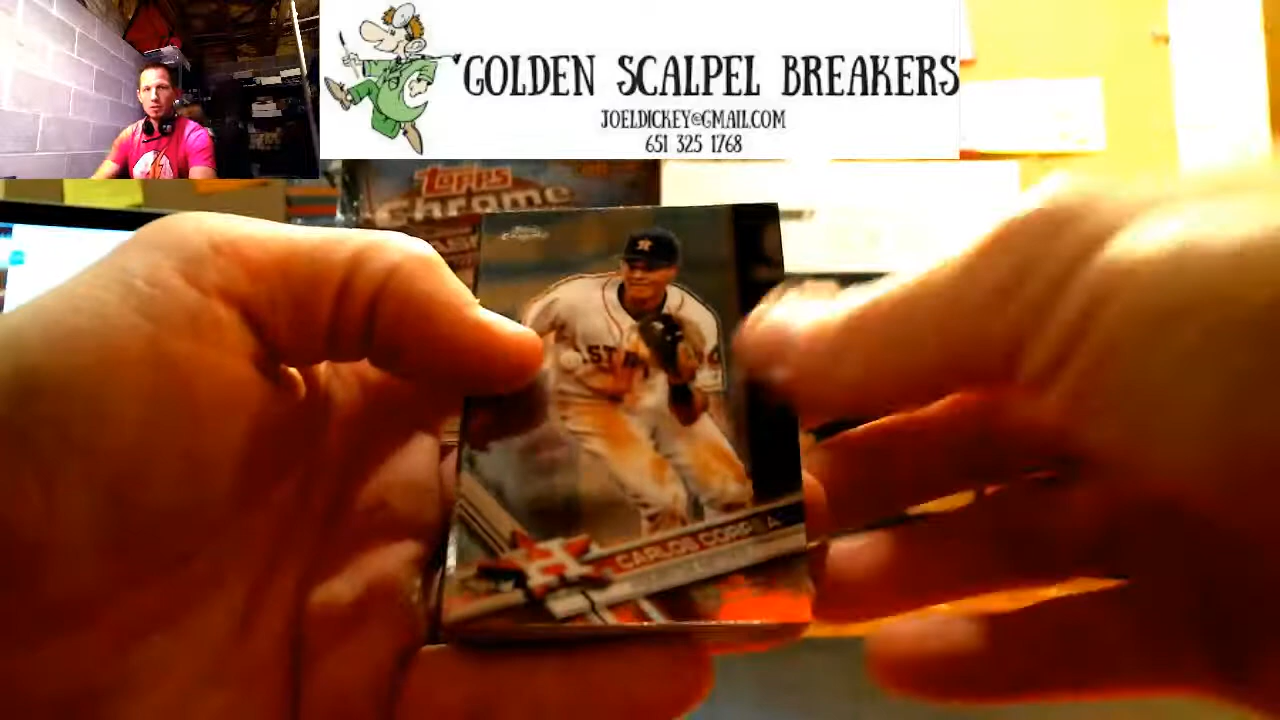 GOLDEN SCALPEL BREAKERS
JOELDICKEY@GMAIL.COM
651 325 1768
Topps
Chrome
CARLOS CORREA